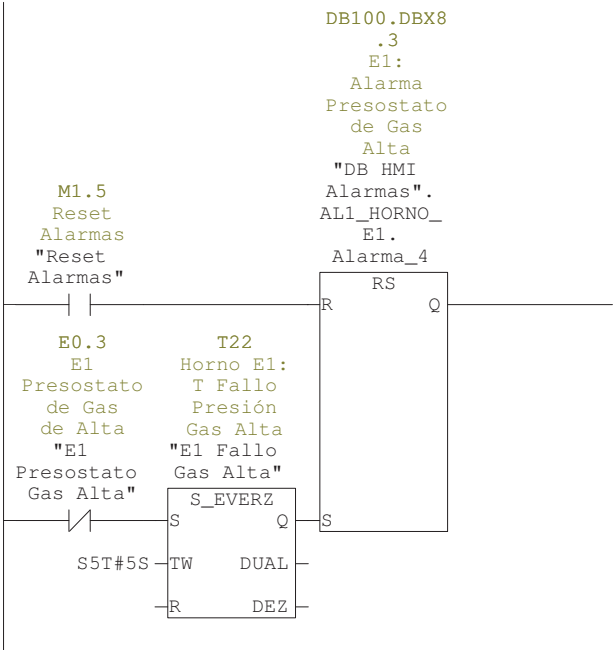 DB100.DBX8
.3
E1:
Alarma
Presostato
de Gas
Alta
"DB HMI
Alarmas".
AL1_HORNO_
E1.
Alarma_4
M1.5
Reset
Alarmas
"Reset
Alarmas"
RS
R Q
E0.3
E1
Presostato
de Gas
de Alta
"E1
Presostato
Gas Alta"
T22
Horno E1:
T Fallo
Presión
Gas Alta
"E1 Fallo
Gas Alta"
S_EVERZ
S Q
S
S5T#5S TW DUAL
R DEZ